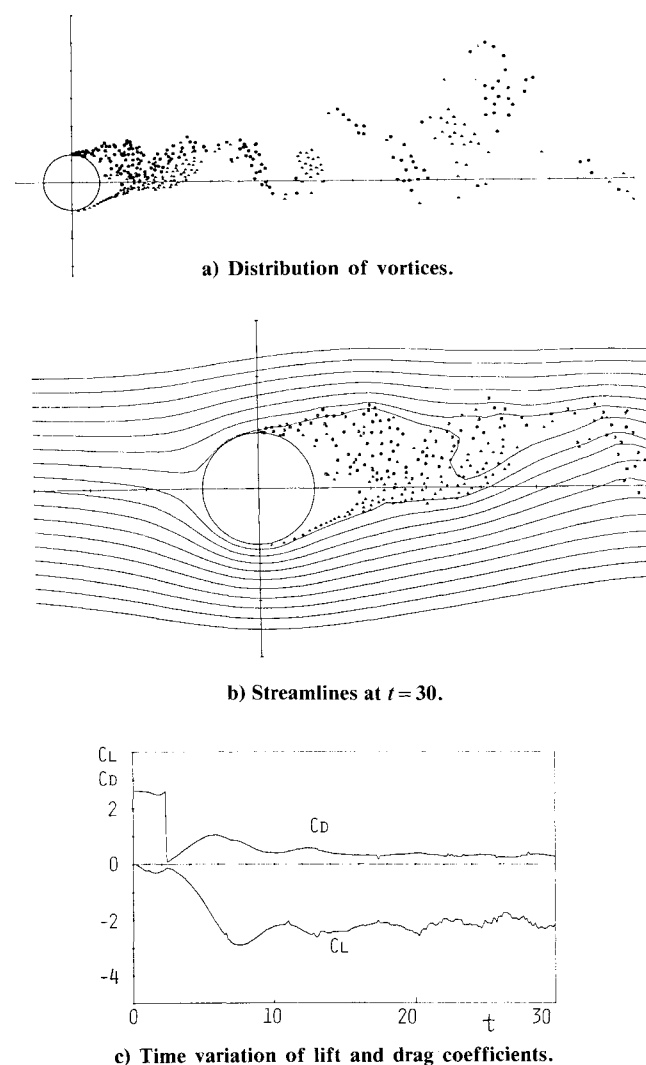 a) Distribution of vortices.
b) Streamlines at t = 30.
CL
CD
2
0
-2
-4
CD
CL
0
10
20
t
30
c) Time variation of lift and drag coefficients.